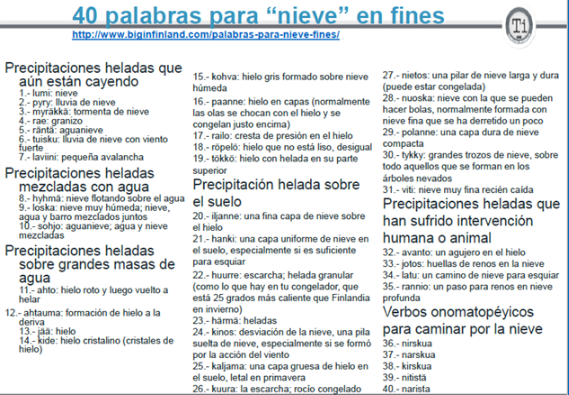 40 palabras para “nieve” en fines
http://www.biginfinland.com/palabras-para-nieve-fines/
T1
Precipitaciones heladas que
aún están cayendo
1.- lumi: nieve
2.- pyry: lluvia de nieve
3.- myräkkä: tormenta de nieve
4.- rae: granizo
5.- räntä: aguanieve
6.- tuisku: lluvia de nieve con viento
fuerte
7.- laviini: pequeña avalancha
Precipitaciones heladas
mezcladas con agua
8.- hyhmä: nieve flotando sobre el agua
9.- loska: nieve muy húmeda; nieve,
agua y barro mezclados juntos
10.- sohjo: aguanieve; agua y nieve
mezcladas
Precipitaciones heladas
sobre grandes masas de
agua
11.- ahto: hielo roto y luego vuelto a
helar
12.- ahtauma: formación de hielo a la
deriva
13.- jää: hielo
14.- kide: hielo cristalino (cristales de
hielo)
15.- kohva: hielo gris formado sobre nieve
húmeda
16.- paanne: hielo en capas (normalmente
las olas se chocan con el hielo y se
congelan justo encima)
17.- railo: cresta de presión en el hielo
18.- röpelö: hielo que no está liso, desigual
19.- tökkö: hielo con helada en su parte
superior
Precipitación helada sobre
el suelo
20.- iljanne: una fina capa de nieve sobre
el hielo
21.- hanki: una capa uniforme de nieve en
el suelo, especialmente si es suficiente
para esquiar
22.- huurre: escarcha; helada granular
(como lo que hay en tu congelador, que
está 25 grados más caliente que Finlandia
en invierno)
23.- härmä: heladas
24.- kinos: desviación de la nieve, una pila
suelta de nieve, especialmente si se formó
por la acción del viento
25.- kaljama: una capa gruesa de hielo en
el suelo, letal en primavera
26.- kuura: la escarcha; rocío congelado
27.- nietos: una pilar de nieve larga y dura
(puede estar congelada)
28.- nuoska: nieve con la que se pueden
hacer bolas, normalmente formada con
nieve fina que se ha derretido un poco
29.- polanne: una capa dura de nieve
compacta
30.- tykky: grandes trozos de nieve, sobre
todo aquellos que se forman en los
árboles nevados
31.- viti: nieve muy fina recién caída
Precipitaciones heladas que
han sufrido intervención
humana o animal
32.- avanto: un agujero en el hielo
33.- jotos: huellas de renos en la nieve
34.- latu: un camino de nieve para esquiar
35.- rannio: un paso para renos en nieve
profunda
Verbos onomatopéyicos
para caminar por la nieve
36.- nirskua
37.- narskua
38.- kirskua
39.- nitistä
40.- narista